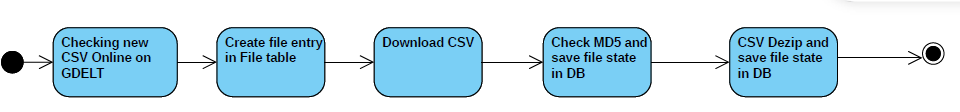 Checking new
CSV Online on
GDELT
Create file entry
in File table
Download CSV
Check MD5 and
save file state
in DB
CSV Dezip and
save file state
in DB